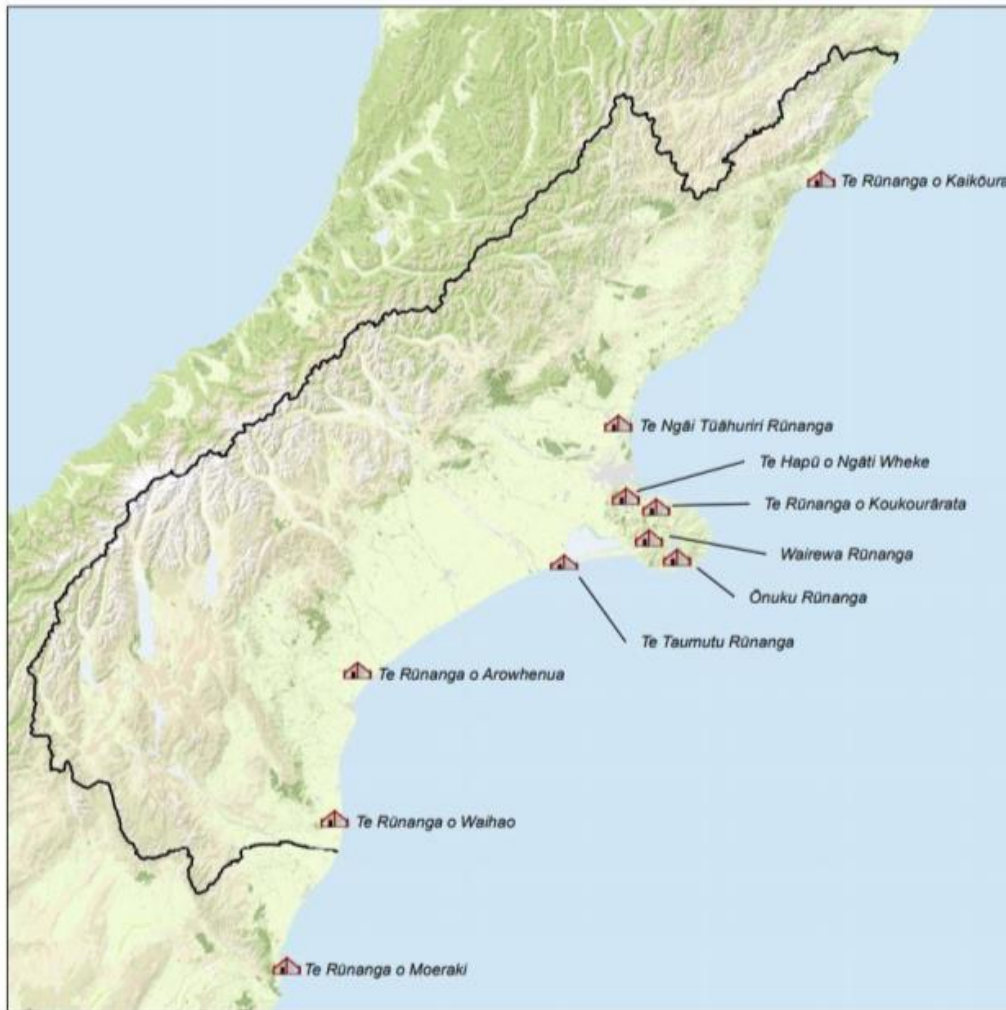 Te Rūnanga o Kaikōura
Te Ngāi Tūāhuriri Rūnanga
Te Hapū o Ngāti Wheke
Te Rūnanga o Koukourārata
Wairewa Rūnanga
Ōnuku Rūnanga
Te Taumutu Rūnanga
Te Rūnanga o Arowhenua
Te Rūnanga o Waihao
Te Rūnanga o Moeraki